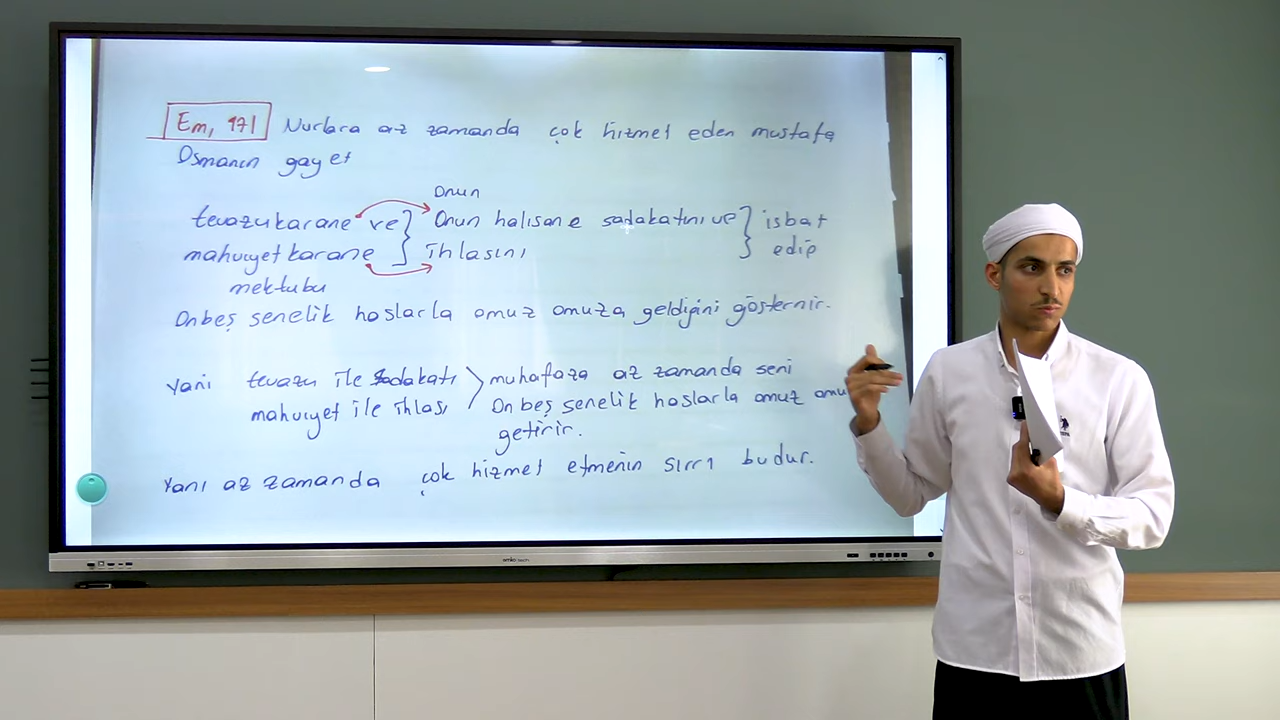 Em, 171 Nurlara az zamanda çok hizmet eden mustafa
Osmanın gayet
Onun
tevazukarane ve Onun halisane sadakatını ve isbat
mahviyetkarane ihlasını edip
mektubu
Onbeş senelik haslarla omuz omuza geldiğini gösterir.
Yani tevazu ile sadakatı muhafaza az zamanda seni
mahviyet ile ihlası Onbeş senelik haslarla omuz omu
getirir.
Yani az zamanda çok hizmet etmenin sırrı budur.